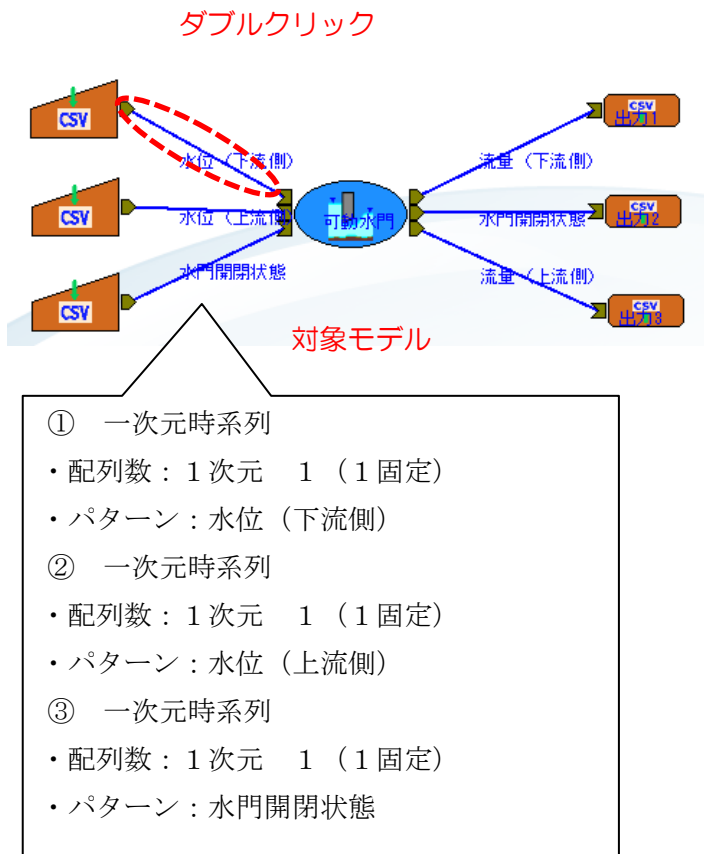 ダブルクリック
CSV
水位（下流側）
CSV
水位（上流側）
CSV
水門開閉状態
可動水門
流量（下流側）
CSV
出力1
水門開閉状態
CSV
出力2
流量（上流側）
CSV
出力3
対象モデル
①　一次元時系列
・配列数：１次元　１（１固定）
・パターン：水位（下流側）
②　一次元時系列
・配列数：１次元　１（１固定）
・パターン：水位（上流側）
③　一次元時系列
・配列数：１次元　１（１固定）
・パターン：水門開閉状態